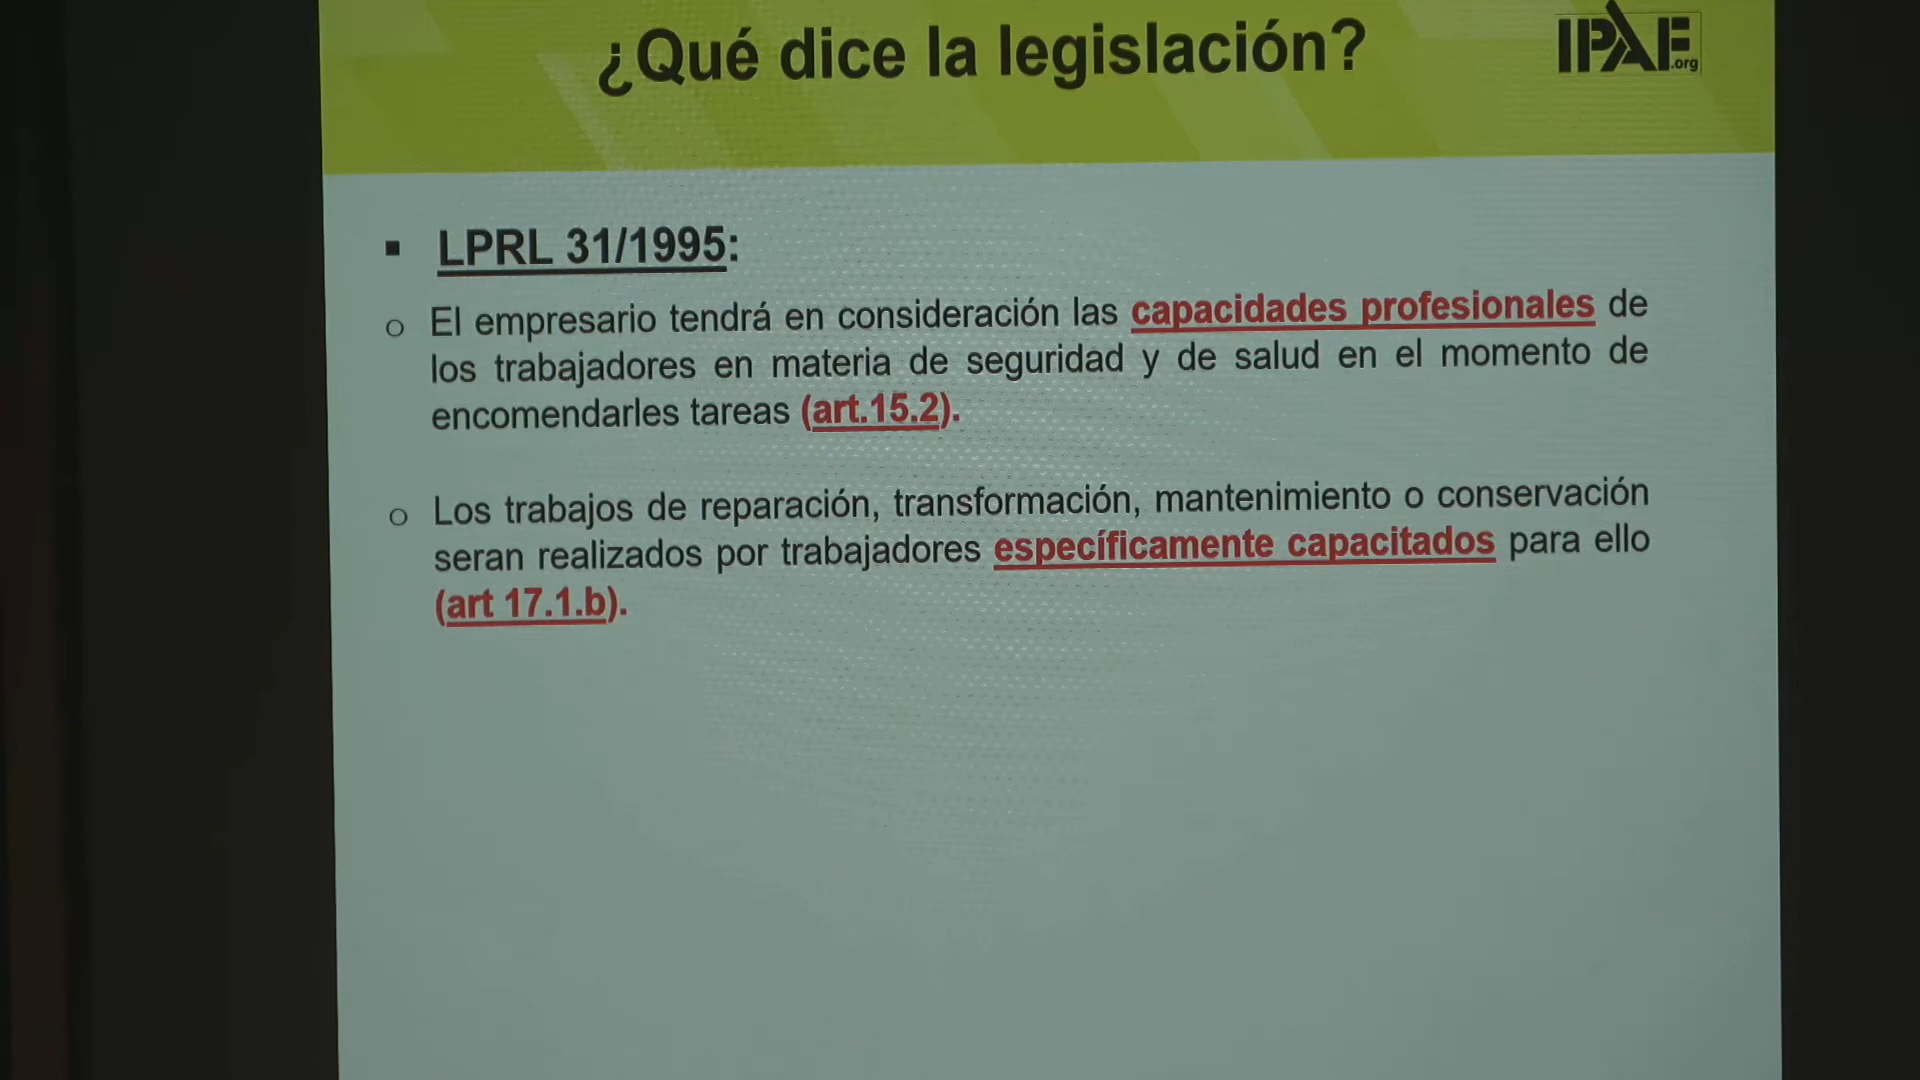 ¿Qué dice la legislación?
IPAF
.org
▪ LPRL 31/1995:
o El empresario tendrá en consideración las capacidades profesionales de
los trabajadores en materia de seguridad y de salud en el momento de
encomendarles tareas (art.15.2).
o Los trabajos de reparación, transformación, mantenimiento o conservación
seran realizados por trabajadores específicamente capacitados para ello
(art 17.1.b).